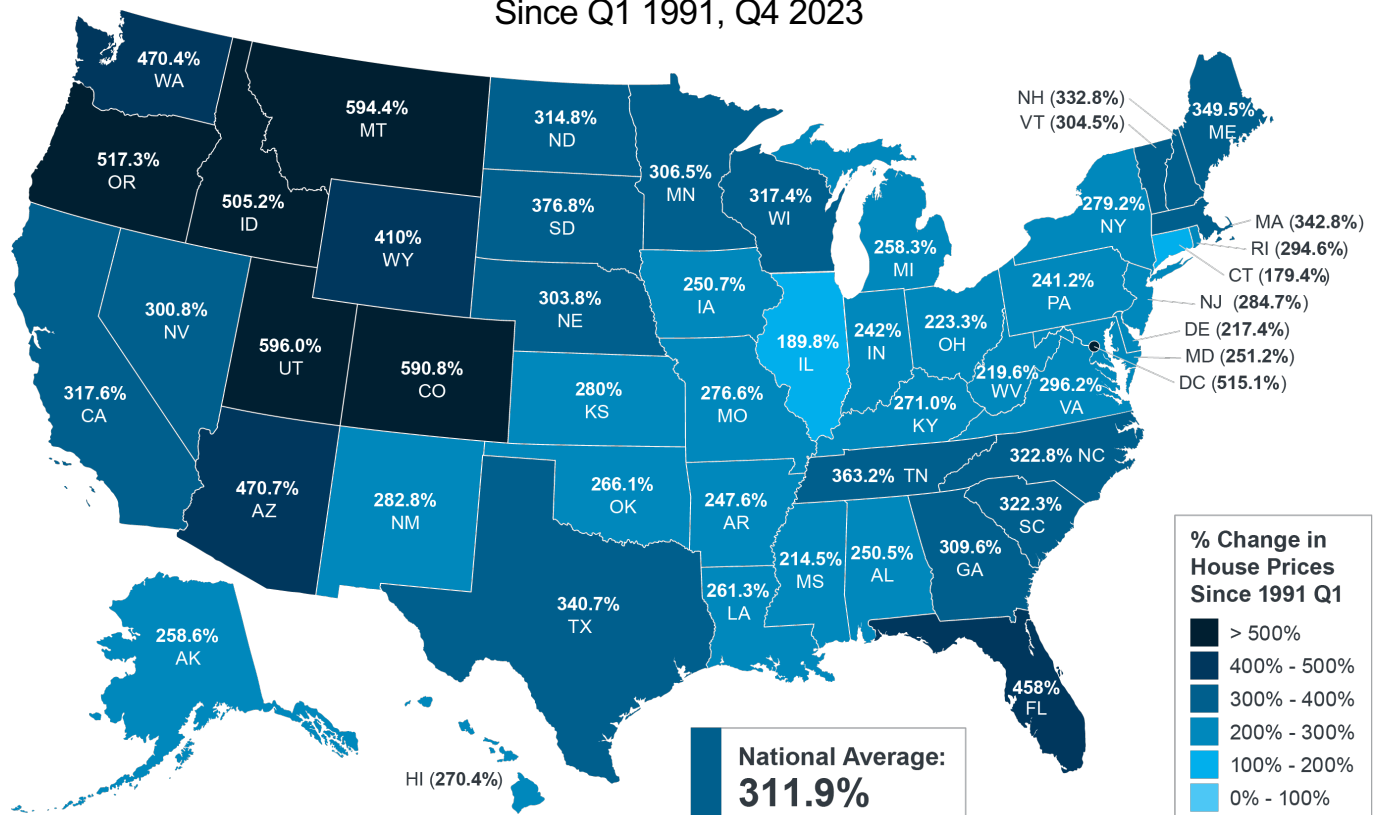 Since Q1 1991, Q4 2023
470.4%
WA
594.4%
MT
517.3%
OR
505.2%
ID
410%
WY
314.8%
ND
376.8%
SD
303.8%
NE
306.5%
MN
317.4%
WI
258.3%
MI
NH (332.8%)
VT (304.5%)
349.5%
ME
279.2%
NY
MA (342.8%)
RI (294.6%)
CT (179.4%)
NJ (284.7%)
DE (217.4%)
MD (251.2%)
DC (515.1%)
241.2%
PA
300.8%
NV
596.0%
UT
590.8%
CO
317.6%
CA
250.7%
IA
189.8%
IL
242%
IN
223.3%
OH
219.6%
WV
296.2%
VA
280%
KS
276.6%
MO
271.0%
KY
363.2% TN
322.8% NC
322.3%
SC
470.7%
AZ
282.8%
NM
266.1%
OK
247.6%
AR
214.5%
MS
250.5%
AL
309.6%
GA
340.7%
TX
261.3%
LA
458%
FL
258.6%
AK
HI (270.4%)
National Average:
311.9%
% Change in
House Prices
Since 1991 Q1
> 500%
400% - 500%
300% - 400%
200% - 300%
100% - 200%
0% - 100%